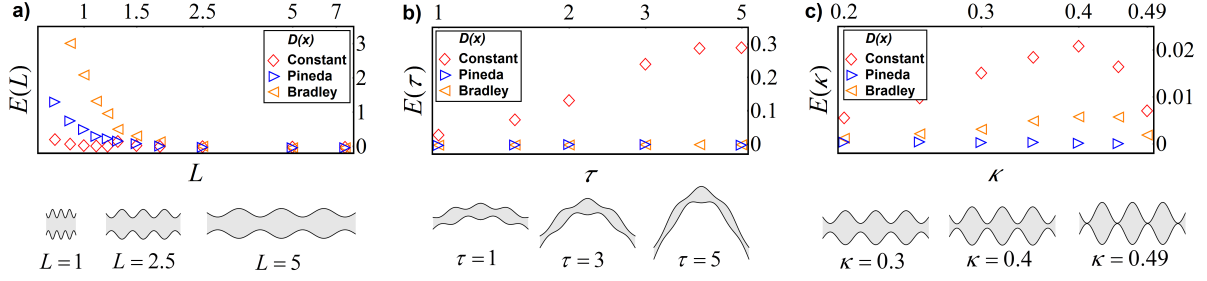 a)
1 1.5 2.5 5 7
E(L)
D(x)
Constant
Pineda
Bradley
3
2
1
0
L
L = 1
L = 2.5
L = 5
b)
1 2 3 5
E(τ)
D(x)
Constant
Pineda
Bradley
0.3
0.2
0.1
0
τ
τ = 1
τ = 3
τ = 5
c)
0.2 0.3 0.4 0.49
E(κ)
D(x)
Constant
Pineda
Bradley
0.02
0.01
0
κ
κ = 0.3
κ = 0.4
κ = 0.49